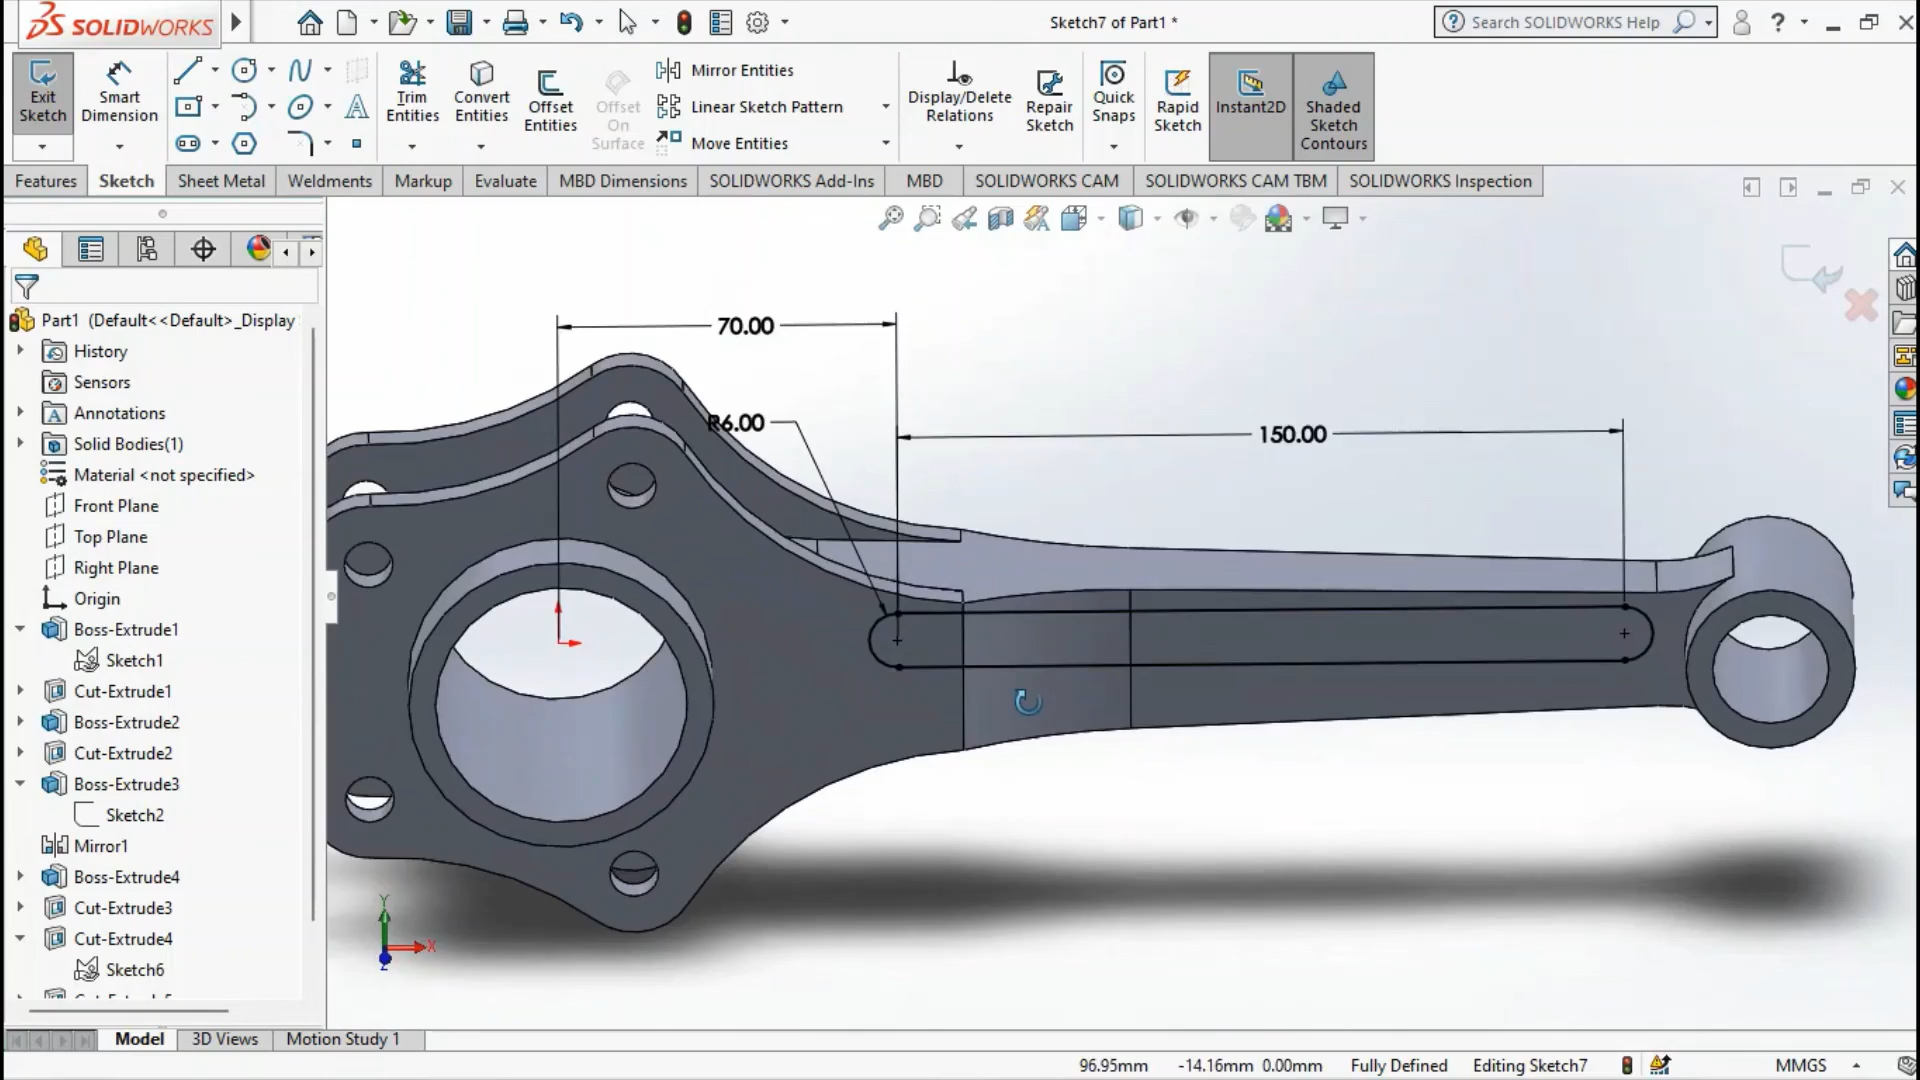 SOLIDWORKS
Sketch7 of Part1 *
Search SOLIDWORKS Help
?
Exit Sketch
Smart Dimension
Trim Entities
Convert Entities
Offset Entities
Offset On Surface
Mirror Entities
Linear Sketch Pattern
Move Entities
Display/Delete Relations
Repair Sketch
Quick Snaps
Rapid Sketch
Instant2D
Shaded Sketch Contours
Features
Sketch
Sheet Metal
Weldments
Markup
Evaluate
MBD Dimensions
SOLIDWORKS Add-Ins
MBD
SOLIDWORKS CAM
SOLIDWORKS CAM TBM
SOLIDWORKS Inspection
Part1 (Default<<Default>_Display
History
Sensors
Annotations
Solid Bodies(1)
Material <not specified>
Front Plane
Top Plane
Right Plane
Origin
Boss-Extrude1
Sketch1
Cut-Extrude1
Boss-Extrude2
Cut-Extrude2
Boss-Extrude3
Sketch2
Mirror1
Boss-Extrude4
Cut-Extrude3
Cut-Extrude4
Sketch6
70.00
R6.00
150.00
Y
X
Z
Model
3D Views
Motion Study 1
96.95mm
-14.16mm
0.00mm
Fully Defined
Editing Sketch7
MMGS